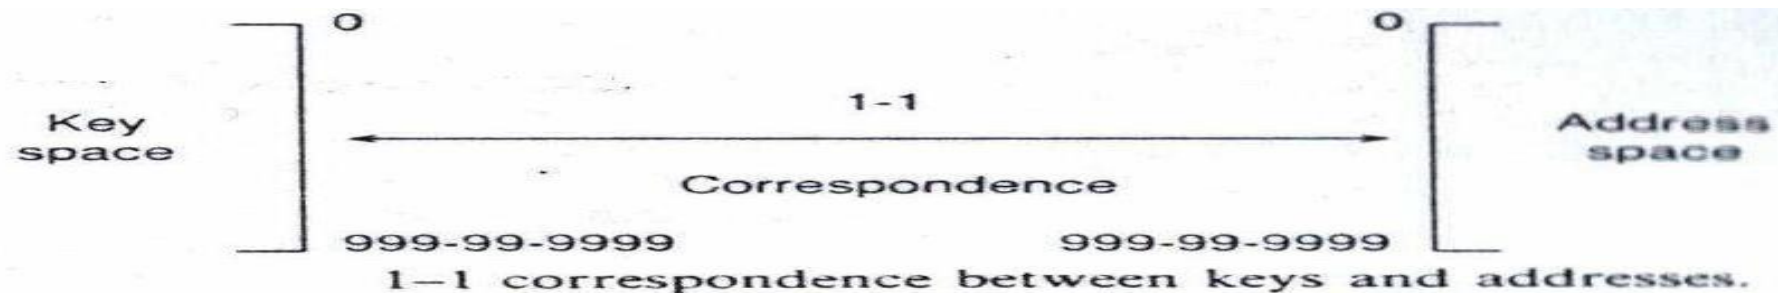 0 0
1-1
Key
space
Address
space
Correspondence
999-99-9999 999-99-9999
1–1 correspondence between keys and addresses.